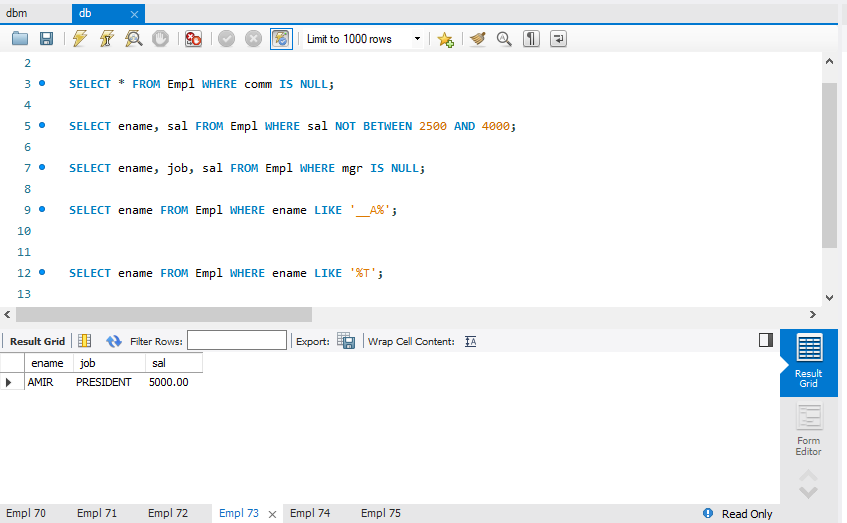 dbm db
Limit to 1000 rows
2
3 SELECT * FROM Empl WHERE comm IS NULL;
4
5 SELECT ename, sal FROM Empl WHERE sal NOT BETWEEN 2500 AND 4000;
6
7 SELECT ename, job, sal FROM Empl WHERE mgr IS NULL;
8
9 SELECT ename FROM Empl WHERE ename LIKE '__A%';
10
11
12 SELECT ename FROM Empl WHERE ename LIKE '%T';
13
Result Grid Filter Rows: Export: Wrap Cell Content:
ename job sal
AMIR PRESIDENT 5000.00
Result
Grid
Form
Editor
Empl 70 Empl 71 Empl 72 Empl 73 Empl 74 Empl 75 Read Only